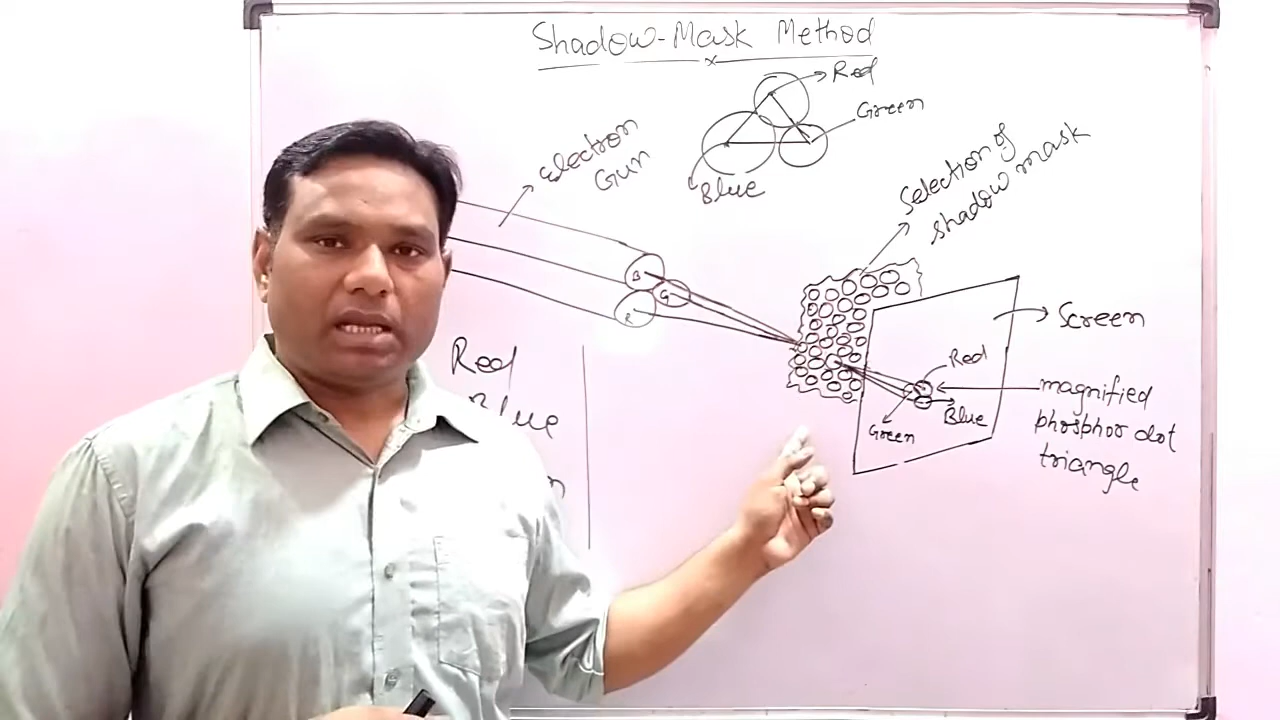 Shadow-Mask Method
Red
Green
Blue
Electron
Gun
Selection of
shadow mask
B
G
R
Screen
Red
Blue
Green
magnified
phosphor dot
triangle
Red
Blue